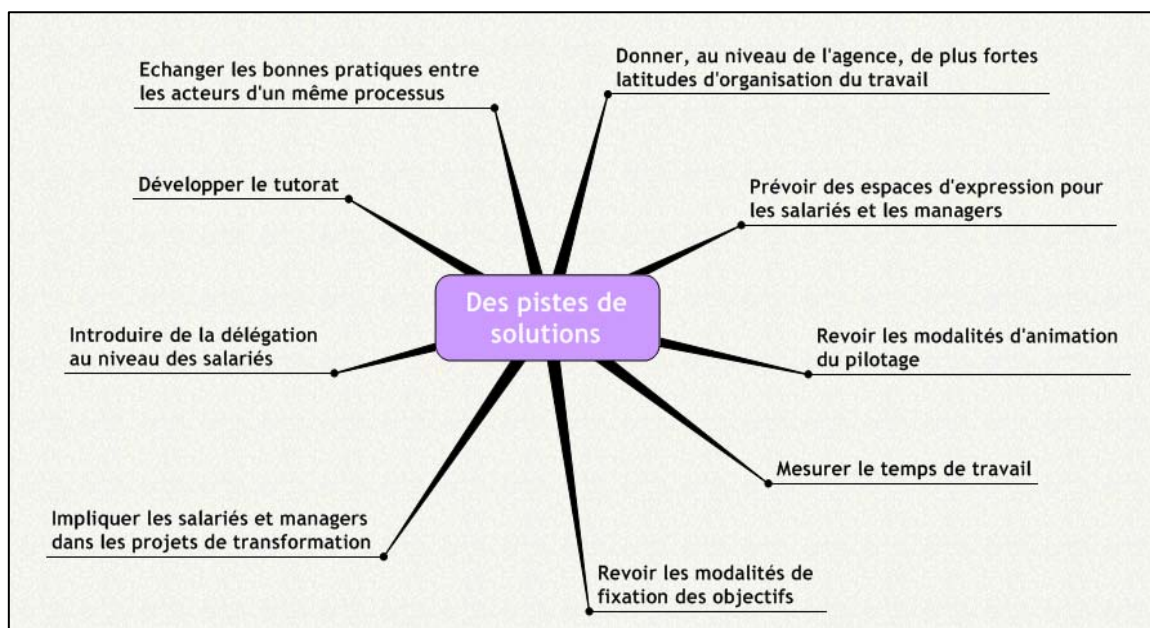 Des pistes de
solutions
Donner, au niveau de l'agence, de plus fortes
latitudes d'organisation du travail
Prévoir des espaces d'expression pour
les salariés et les managers
Revoir les modalités d'animation
du pilotage
Mesurer le temps de travail
Revoir les modalités de
fixation des objectifs
Impliquer les salariés et managers
dans les projets de transformation
Introduire de la délégation
au niveau des salariés
Développer le tutorat
Echanger les bonnes pratiques entre
les acteurs d'un même processus